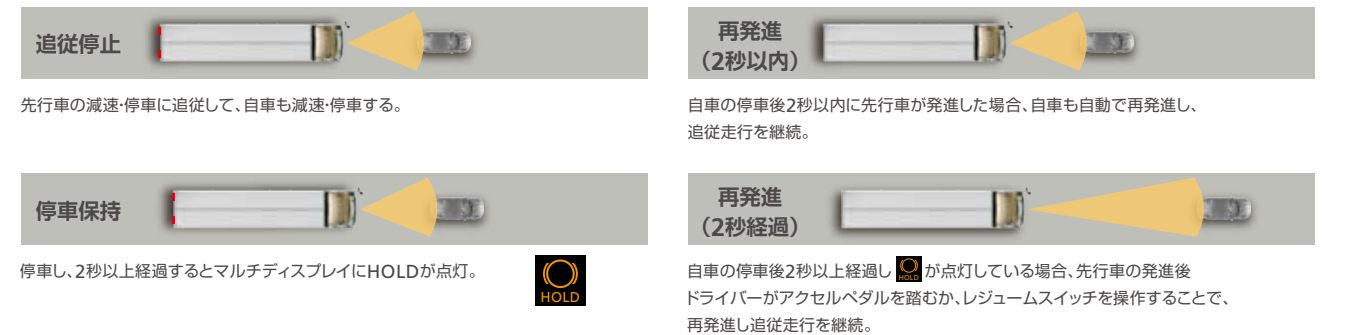 追従停止
先行車の減速・停車に追従して、自車も減速・停車する。
再発進
（2秒以内）
自車の停車後2秒以内に先行車が発進した場合、自車も自動で再発進し、
追従走行を継続。
停車保持
停車し、2秒以上経過するとマルチディスプレイにHOLDが点灯。
HOLD
再発進
（2秒経過）
自車の停車後2秒以上経過し HOLD が点灯している場合、先行車の発進後
ドライバーがアクセルペダルを踏むか、レジュームスイッチを操作することで、
再発進し追従走行を継続。